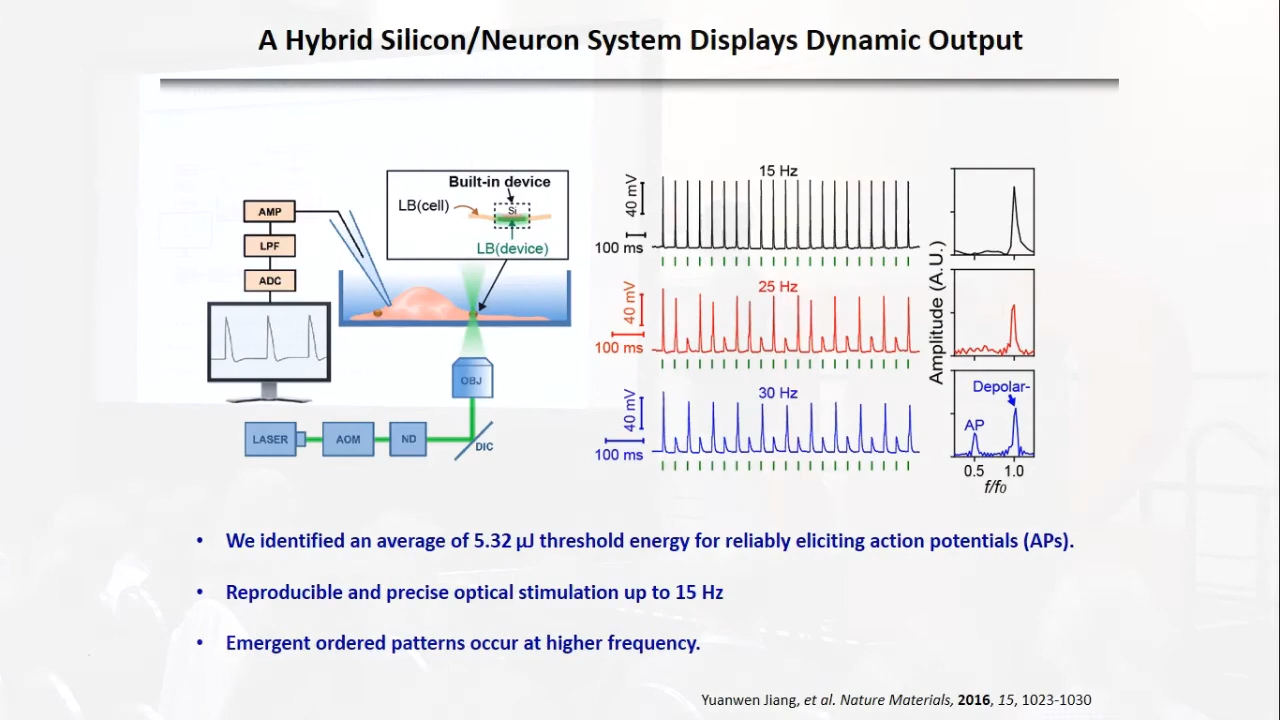 A Hybrid Silicon/Neuron System Displays Dynamic Output
AMP
LPF
ADC
Built-in device
LB(cell)
Si
LB(device)
OBJ
LASER
AOM
ND
DIC
15 Hz
40 mV
100 ms
25 Hz
40 mV
100 ms
30 Hz
40 mV
100 ms
Amplitude (A.U.)
Depolar-
AP
0.5 1.0
f/f0
• We identified an average of 5.32 µJ threshold energy for reliably eliciting action potentials (APs).
• Reproducible and precise optical stimulation up to 15 Hz
• Emergent ordered patterns occur at higher frequency.
Yuanwen Jiang, et al. Nature Materials, 2016, 15, 1023-1030